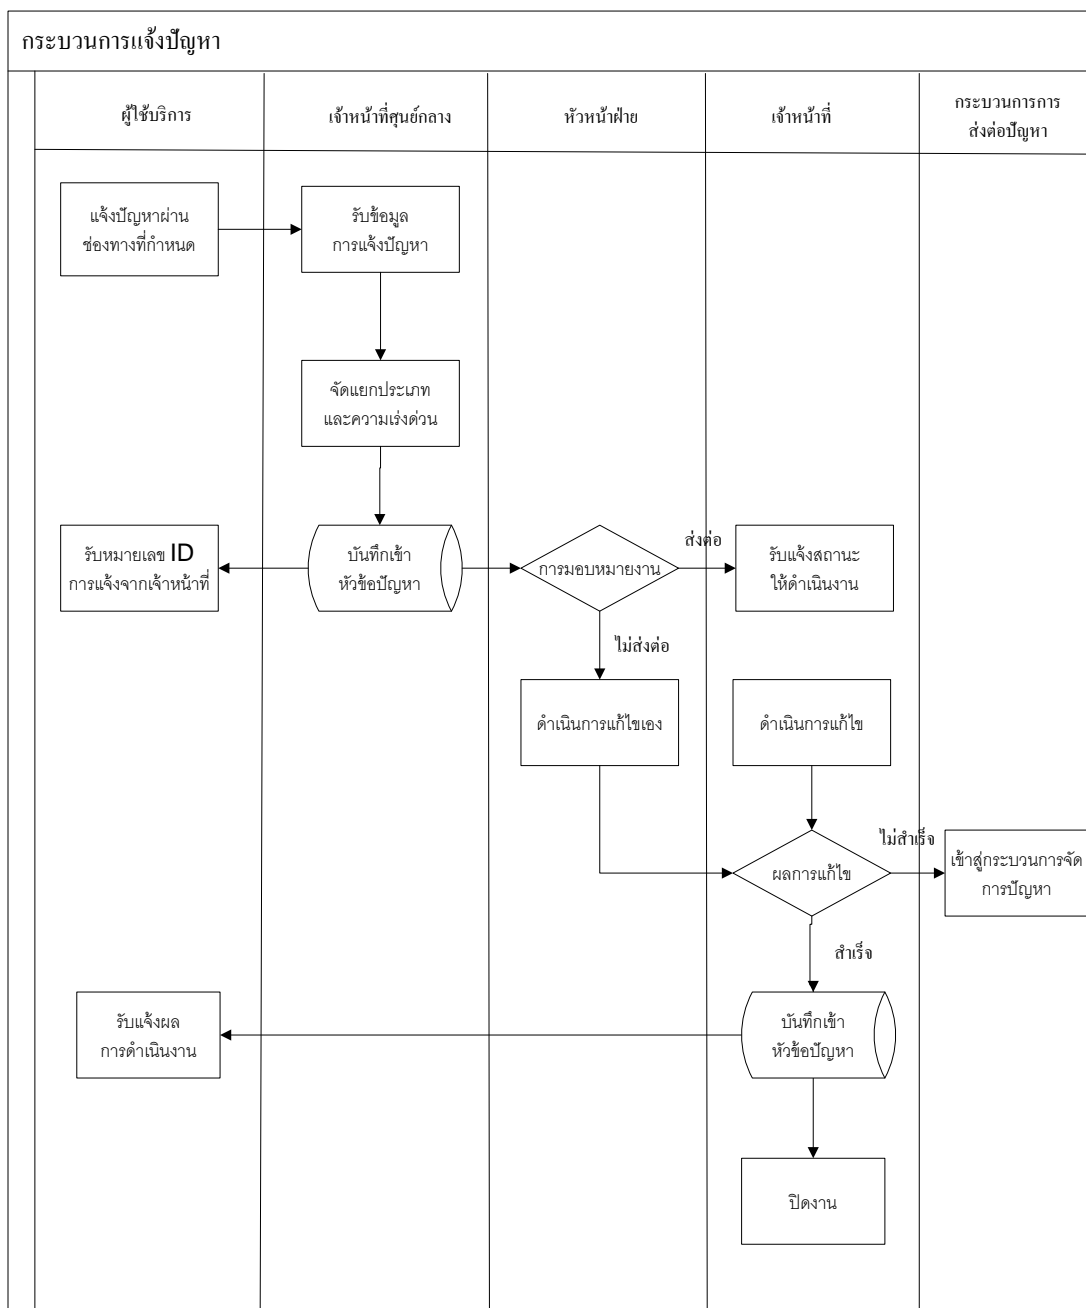 กระบวนการแจ้งปัญหา
ผู้ใช้บริการ
เจ้าหน้าที่ศูนย์กลาง
หัวหน้าฝ่าย
เจ้าหน้าที่
กระบวนการการ
ส่งต่อปัญหา
แจ้งปัญหาผ่าน
ช่องทางที่กำหนด
รับข้อมูล
การแจ้งปัญหา
จัดแยกประเภท
และความเร่งด่วน
รับหมายเลข ID
การแจ้งจากเจ้าหน้าที่
บันทึกเข้า
หัวข้อปัญหา
การมอบหมายงาน
ส่งต่อ
รับแจ้งสถานะ
ให้ดำเนินงาน
ไม่ส่งต่อ
ดำเนินการแก้ไขเอง
ดำเนินการแก้ไข
ผลการแก้ไข
ไม่สำเร็จ
เข้าสู่กระบวนการจัด
การปัญหา
สำเร็จ
รับแจ้งผล
การดำเนินงาน
บันทึกเข้า
หัวข้อปัญหา
ปิดงาน